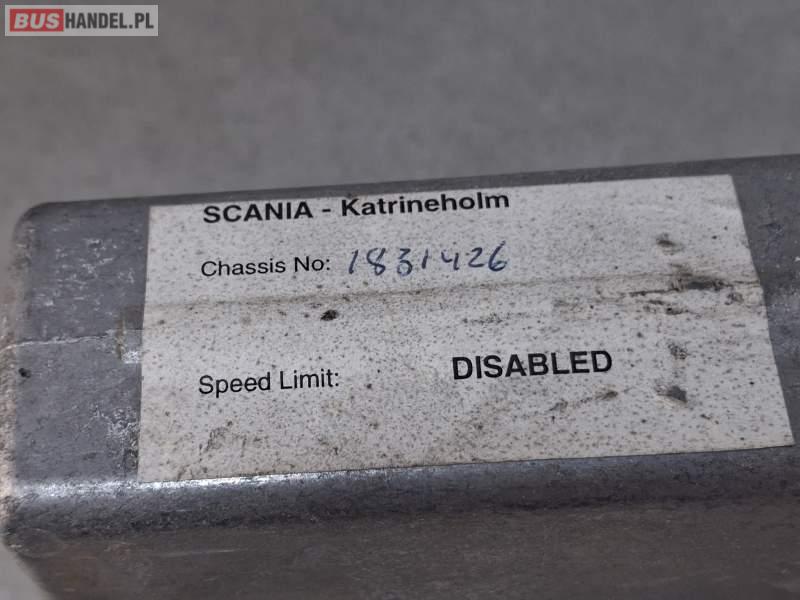 BUSHANDEL.PL
SCANIA - Katrineholm
Chassis No: 1831426
Speed Limit: DISABLED